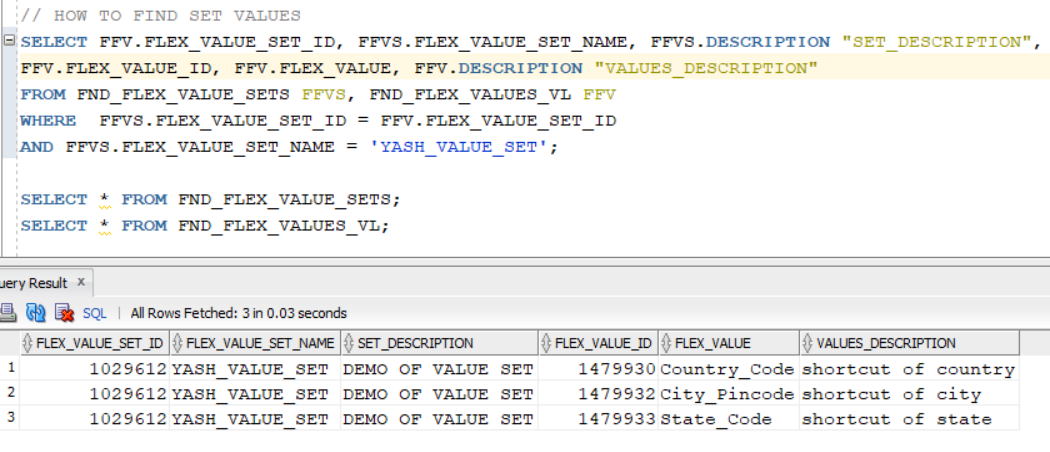 // HOW TO FIND SET VALUES
SELECT FFV.FLEX_VALUE_SET_ID, FFVS.FLEX_VALUE_SET_NAME, FFVS.DESCRIPTION "SET_DESCRIPTION",
FFV.FLEX_VALUE_ID, FFV.FLEX_VALUE, FFV.DESCRIPTION "VALUES_DESCRIPTION"
FROM FND_FLEX_VALUE_SETS FFVS, FND_FLEX_VALUES_VL FFV
WHERE  FFVS.FLEX_VALUE_SET_ID = FFV.FLEX_VALUE_SET_ID
AND FFVS.FLEX_VALUE_SET_NAME = 'YASH_VALUE_SET';
SELECT * FROM FND_FLEX_VALUE_SETS;
SELECT * FROM FND_FLEX_VALUES_VL;
uery Result x
SQL | All Rows Fetched: 3 in 0.03 seconds
FLEX_VALUE_SET_ID FLEX_VALUE_SET_NAME SET_DESCRIPTION FLEX_VALUE_ID FLEX_VALUE VALUES_DESCRIPTION
1 1029612 YASH_VALUE_SET DEMO OF VALUE SET 1479930 Country_Code shortcut of country
2 1029612 YASH_VALUE_SET DEMO OF VALUE SET 1479932 City_Pincode shortcut of city
3 1029612 YASH_VALUE_SET DEMO OF VALUE SET 1479933 State_Code shortcut of state